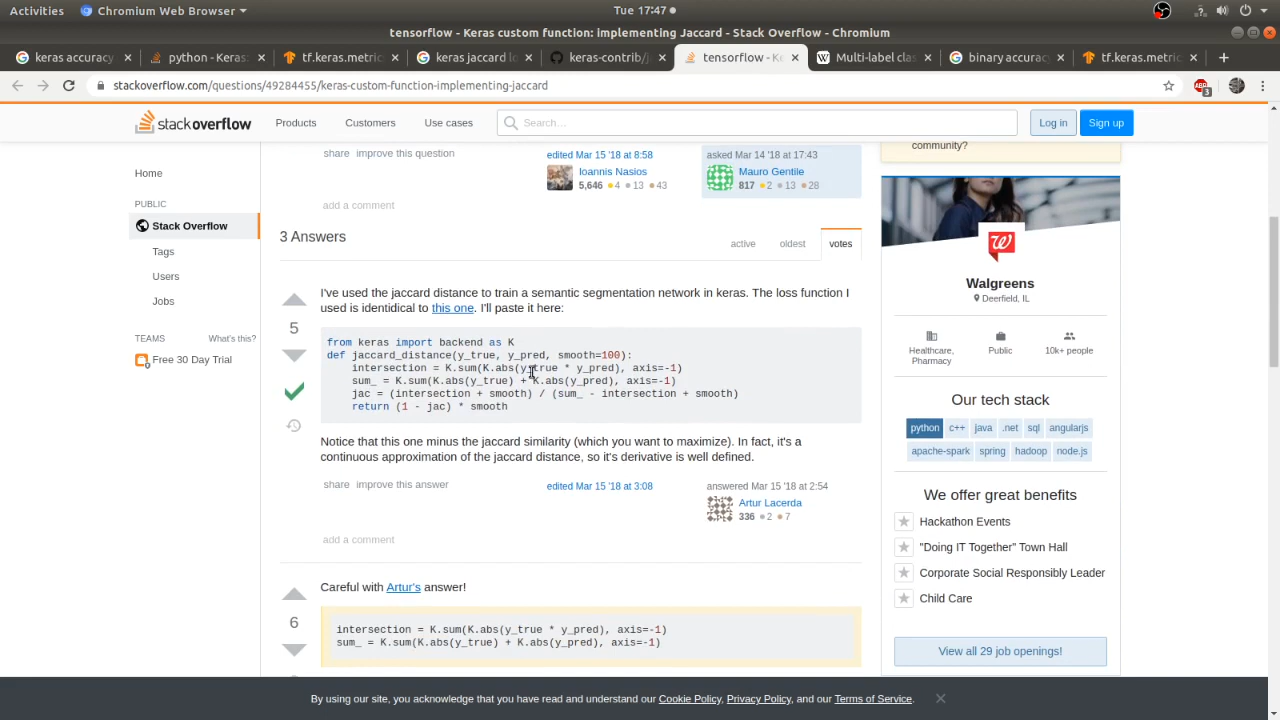 Activities Chromium Web Browser Tue 17:47
tensorflow - Keras custom function: implementing Jaccard - Stack Overflow - Chromium
keras accuracy python - Keras: tf.keras.metric keras jaccard lo keras-contrib/j tensorflow - Ke Multi-label clas binary accurac tf.keras.metric
stackoverflow.com/questions/49284455/keras-custom-function-implementing-jaccard
3
stackoverflow Products Customers Use cases Search... Log in Sign up
community?
share improve this question
edited Mar 15 '18 at 8:58
Ioannis Nasios
5,646 4 13 43
asked Mar 14 '18 at 17:43
Mauro Gentile
817 2 13 28
add a comment
Home
PUBLIC
Stack Overflow
Tags
Users
Jobs
TEAMS What's this?
Free 30 Day Trial
3 Answers
active oldest votes
5
I've used the jaccard distance to train a semantic segmentation network in keras. The loss function I
used is identidical to this one. I'll paste it here:
from keras import backend as K
def jaccard_distance(y_true, y_pred, smooth=100):
intersection = K.sum(K.abs(y_true * y_pred), axis=-1)
sum_ = K.sum(K.abs(y_true) + K.abs(y_pred), axis=-1)
jac = (intersection + smooth) / (sum_ - intersection + smooth)
return (1 - jac) * smooth
Notice that this one minus the jaccard similarity (which you want to maximize). In fact, it's a
continuous approximation of the jaccard distance, so it's derivative is well defined.
share improve this answer
edited Mar 15 '18 at 3:08
answered Mar 15 '18 at 2:54
Artur Lacerda
336 2 7
add a comment
6
Careful with Artur's answer!
intersection = K.sum(K.abs(y_true * y_pred), axis=-1)
sum_ = K.sum(K.abs(y_true) + K.abs(y_pred), axis=-1)
W
Walgreens
Deerfield, IL
Healthcare,
Pharmacy
Public
10k+ people
Our tech stack
python c++ java .net sql angularjs
apache-spark spring hadoop node.js
We offer great benefits
Hackathon Events
"Doing IT Together" Town Hall
Corporate Social Responsibly Leader
Child Care
View all 29 job openings!
By using our site, you acknowledge that you have read and understand our Cookie Policy, Privacy Policy, and our Terms of Service.